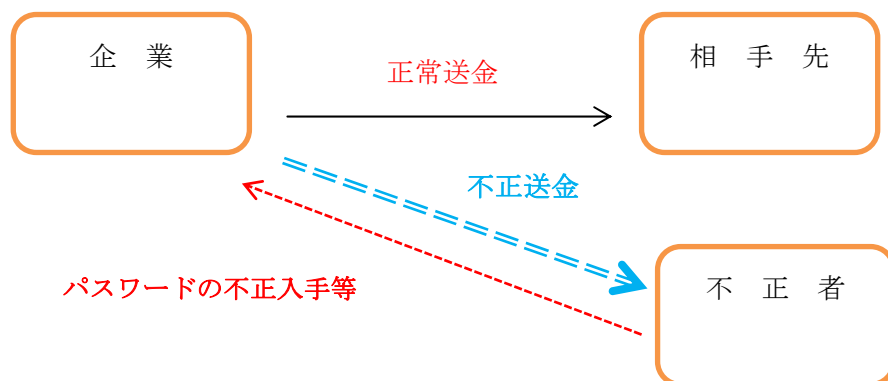 企　業
相　手　先
正常送金
不正送金
パスワードの不正入手等
不　正　者